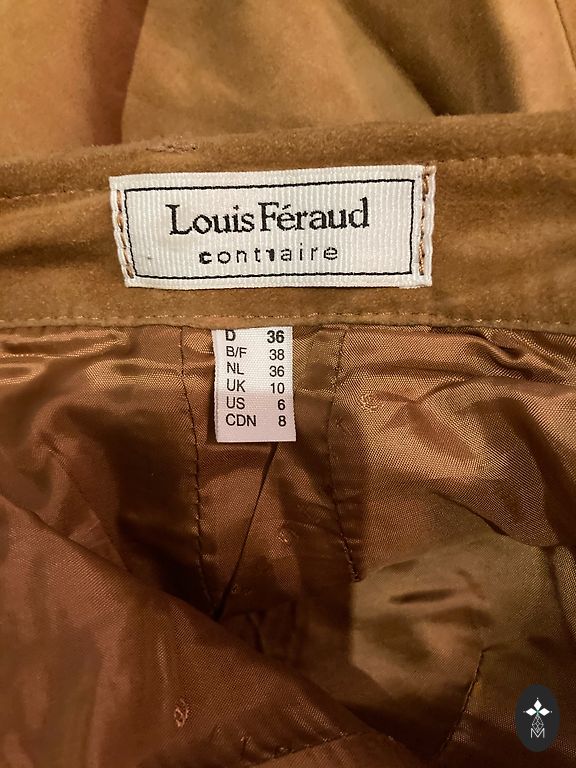 Louis Féraud
contraire
D 36
B/F 38
NL 36
UK 10
US 6
CDN 8